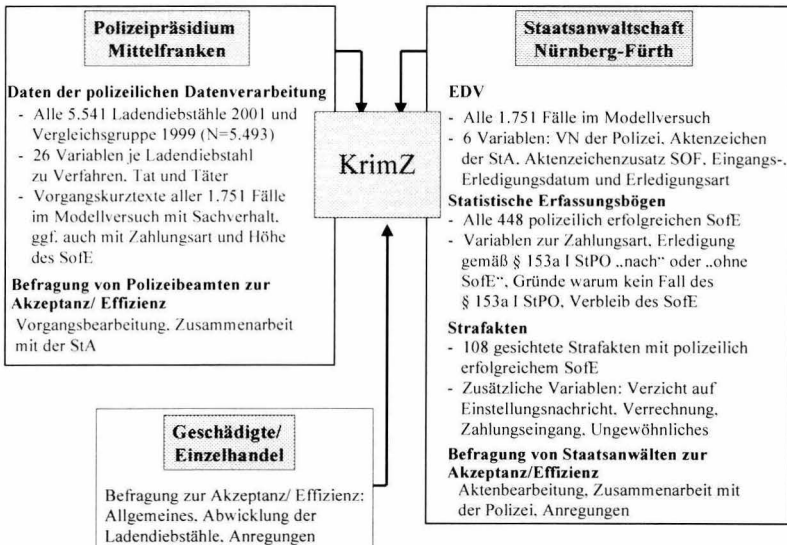 Polizeipräsidium
Mittelfranken
Daten der polizeilichen Datenverarbeitung
- Alle 5.541 Ladendiebstähle 2001 und
Vergleichsgruppe 1999 (N=5.493)
- 26 Variablen je Ladendiebstahl
zu Verfahren, Tat und Täter
- Vorgangskurztexte aller 1.751 Fälle
im Modellversuch mit Sachverhalt,
ggf. auch mit Zahlungsart und Höhe
des SofE
Befragung von Polizeibeamten zur
Akzeptanz/ Effizienz
Vorgangsbearbeitung, Zusammenarbeit
mit der StA
KrimZ
Geschädigte/
Einzelhandel
Befragung zur Akzeptanz/ Effizienz:
Allgemeines, Abwicklung der
Ladendiebstähle, Anregungen
Staatsanwaltschaft
Nürnberg-Fürth
EDV
- Alle 1.751 Fälle im Modellversuch
- 6 Variablen: VN der Polizei, Aktenzeichen
der StA, Aktenzeichenzusatz SOF, Eingangs-,
Erledigungsdatum und Erledigungsart
Statistische Erfassungsbögen
- Alle 448 polizeilich erfolgreichen SofE
- Variablen zur Zahlungsart, Erledigung
gemäß § 153a I StPO „nach“ oder „ohne
SofE“, Gründe warum kein Fall des
§ 153a I StPO, Verbleib des SofE
Strafakten
- 108 gesichtete Strafakten mit polizeilich
erfolgreichem SofE
- Zusätzliche Variablen: Verzicht auf
Einstellungsnachricht, Verrechnung,
Zahlungseingang, Ungewöhnliches
Befragung von Staatsanwälten zur
Akzeptanz/Effizienz
Aktenbearbeitung, Zusammenarbeit mit
der Polizei, Anregungen